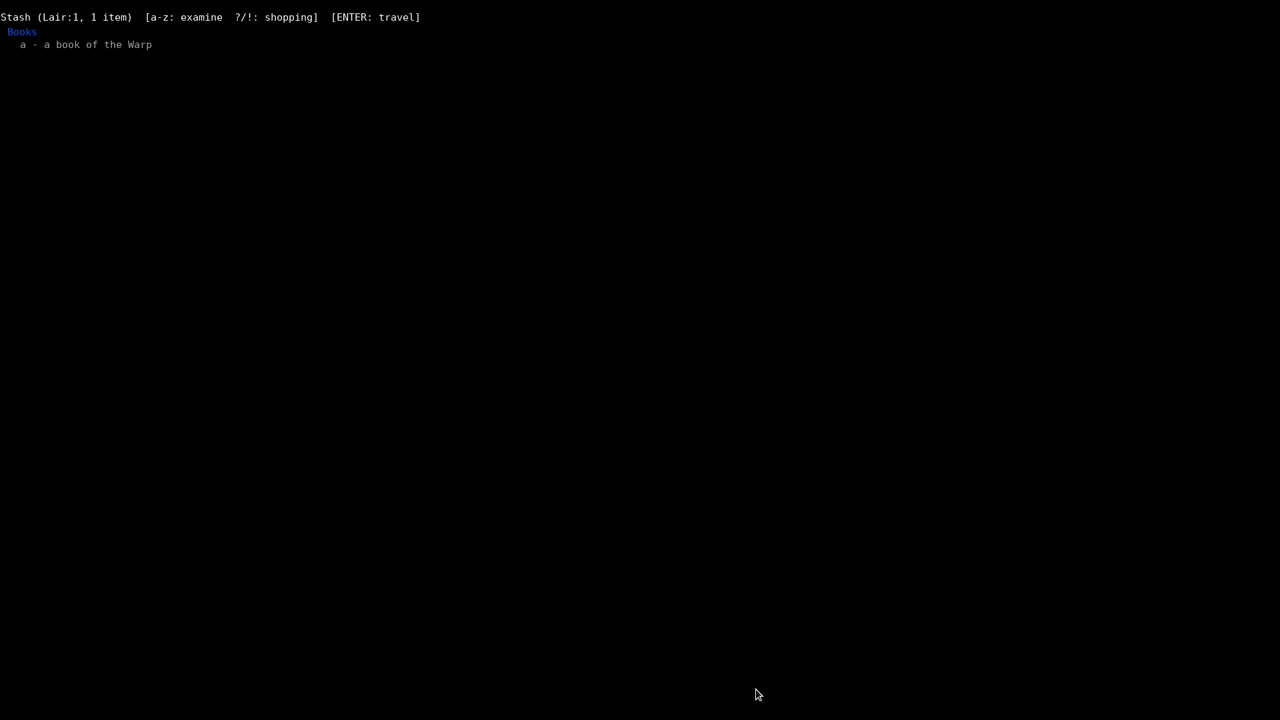 Stash (Lair:1, 1 item)  [a-z: examine  ?/!: shopping]  [ENTER: travel]
Books
a - a book of the Warp